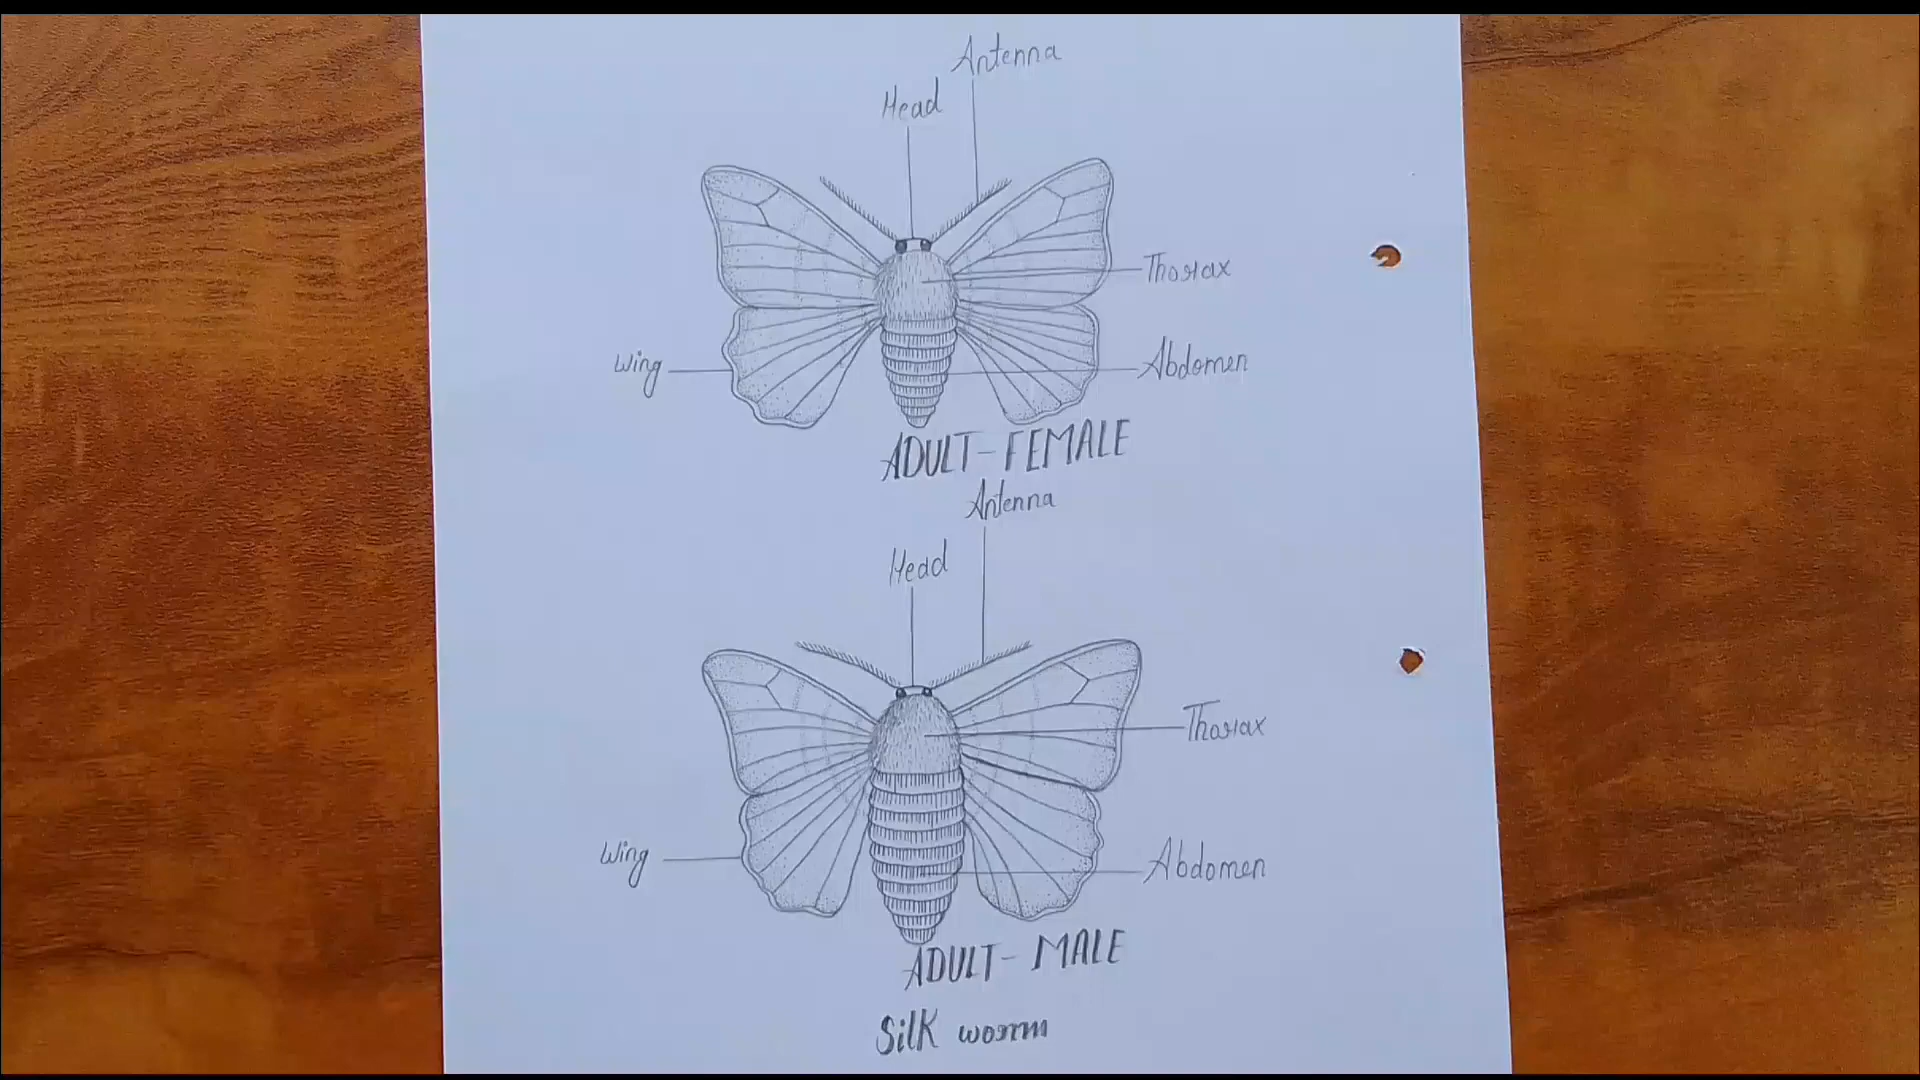 Antenna
Head
Thorax
Wing
Abdomen
ADULT-FEMALE
Antenna
Head
Thorax
Wing
Abdomen
ADULT-MALE
Silk worm